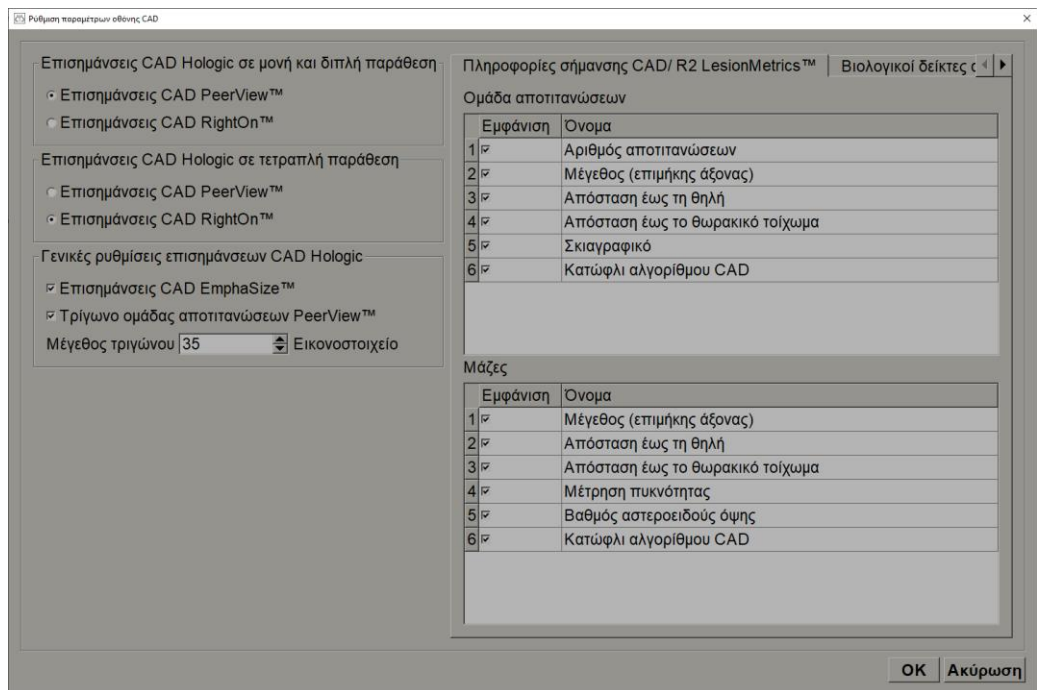 Ρύθμιση παραμέτρων οθόνης CAD
Επισημάνσεις CAD Hologic σε μονή και διπλή παράθεση
Επισημάνσεις CAD PeerView™
Επισημάνσεις CAD RightOn™
Επισημάνσεις CAD Hologic σε τετραπλή παράθεση
Επισημάνσεις CAD PeerView™
Επισημάνσεις CAD RightOn™
Γενικές ρυθμίσεις επισημάνσεων CAD Hologic
Επισημάνσεις CAD EmphaSize™
Τρίγωνο ομάδας αποτιτανώσεων PeerView™
Μέγεθος τριγώνου 35 Εικονοστοιχείο
Πληροφορίες σήμανσης CAD/ R2 LesionMetrics™ Βιολογικοί δείκτες
Ομάδα αποτιτανώσεων
Εμφάνιση Όνομα
1 Αριθμός αποτιτανώσεων
2 Μέγεθος (επιμήκης άξονας)
3 Απόσταση έως τη θηλή
4 Απόσταση έως το θωρακικό τοίχωμα
5 Σκιαγραφικό
6 Κατώφλι αλγορίθμου CAD
Μάζες
Εμφάνιση Όνομα
1 Μέγεθος (επιμήκης άξονας)
2 Απόσταση έως τη θηλή
3 Απόσταση έως το θωρακικό τοίχωμα
4 Μέτρηση πυκνότητας
5 Βαθμός αστεροειδούς όψης
6 Κατώφλι αλγορίθμου CAD
OK Ακύρωση